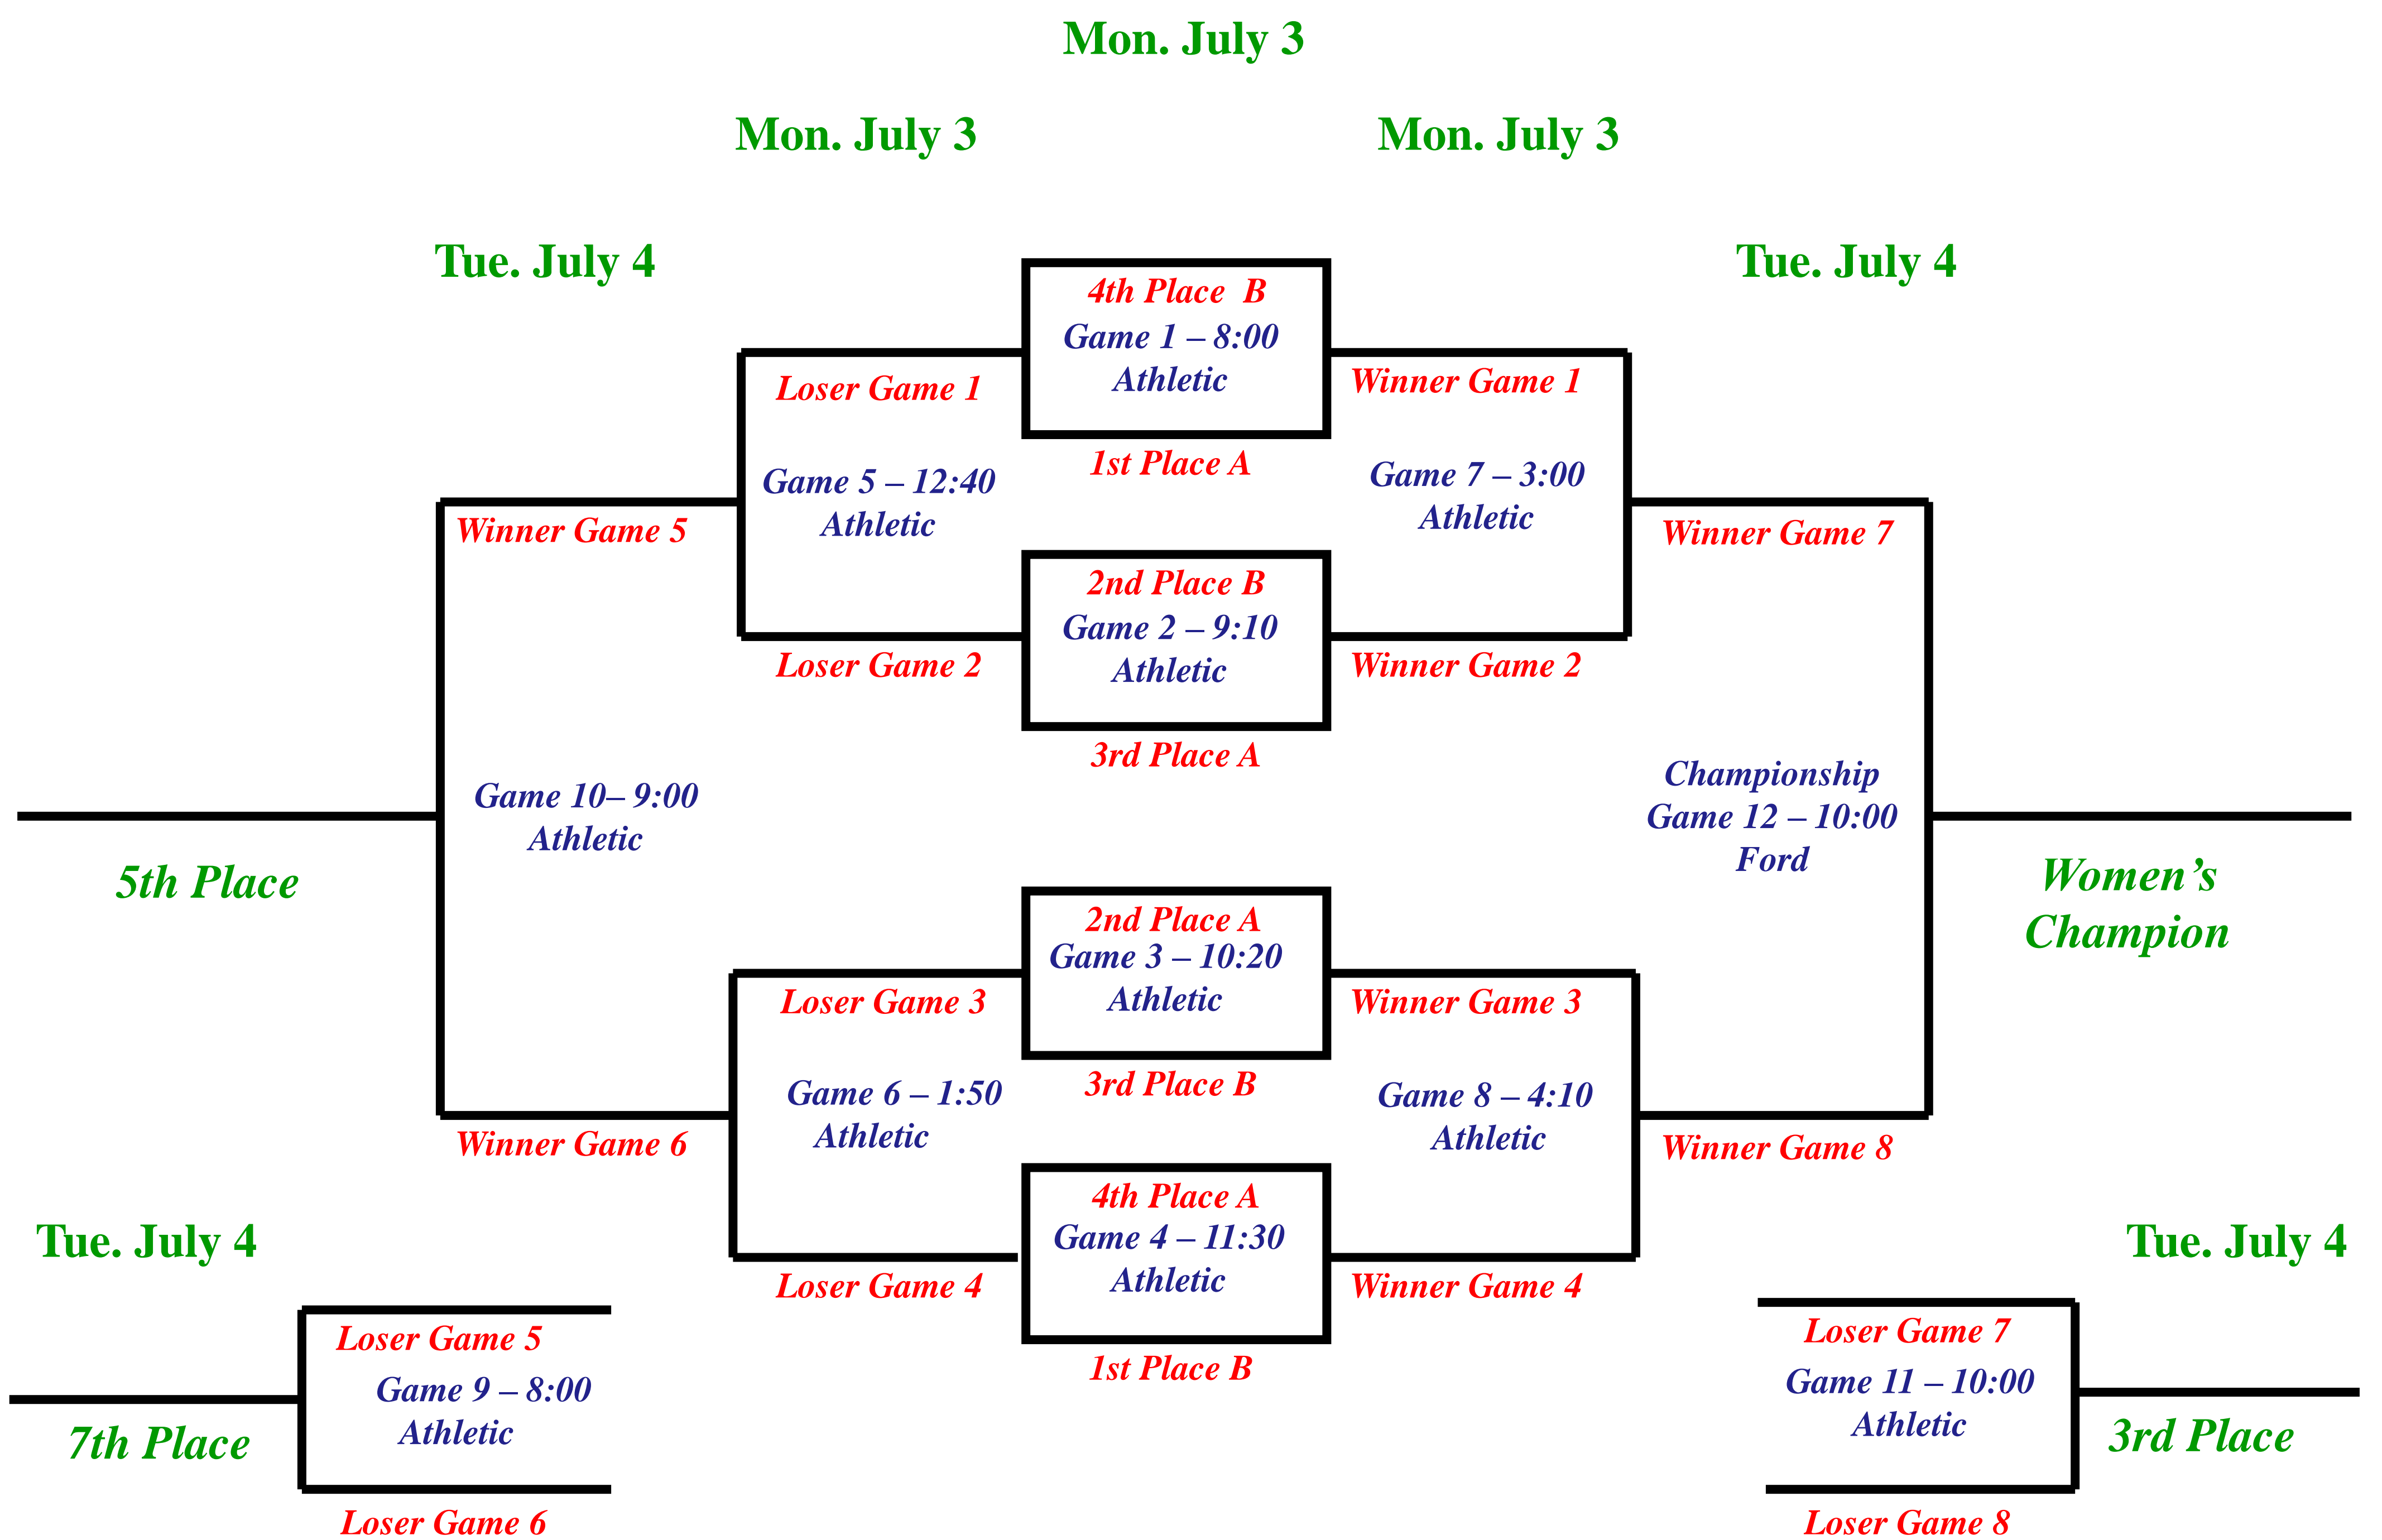 Mon. July 3
Mon. July 3
Mon. July 3
Tue. July 4
Tue. July 4
4th Place  B
Game 1 – 8:00
Athletic
1st Place A
Loser Game 1
Winner Game 1
Game 5 – 12:40
Athletic
Game 7 – 3:00
Athletic
Winner Game 5
Winner Game 7
2nd Place B
Game 2 – 9:10
Athletic
3rd Place A
Loser Game 2
Winner Game 2
Game 10– 9:00
Athletic
Championship
Game 12 – 10:00
Ford
5th Place
Women’s
Champion
2nd Place A
Game 3 – 10:20
Athletic
3rd Place B
Loser Game 3
Winner Game 3
Game 6 – 1:50
Athletic
Game 8 – 4:10
Athletic
Winner Game 6
Winner Game 8
4th Place A
Game 4 – 11:30
Athletic
1st Place B
Loser Game 4
Winner Game 4
Tue. July 4
Tue. July 4
Loser Game 5
Game 9 – 8:00
Athletic
7th Place
Loser Game 6
Loser Game 7
Game 11 – 10:00
Athletic
3rd Place
Loser Game 8